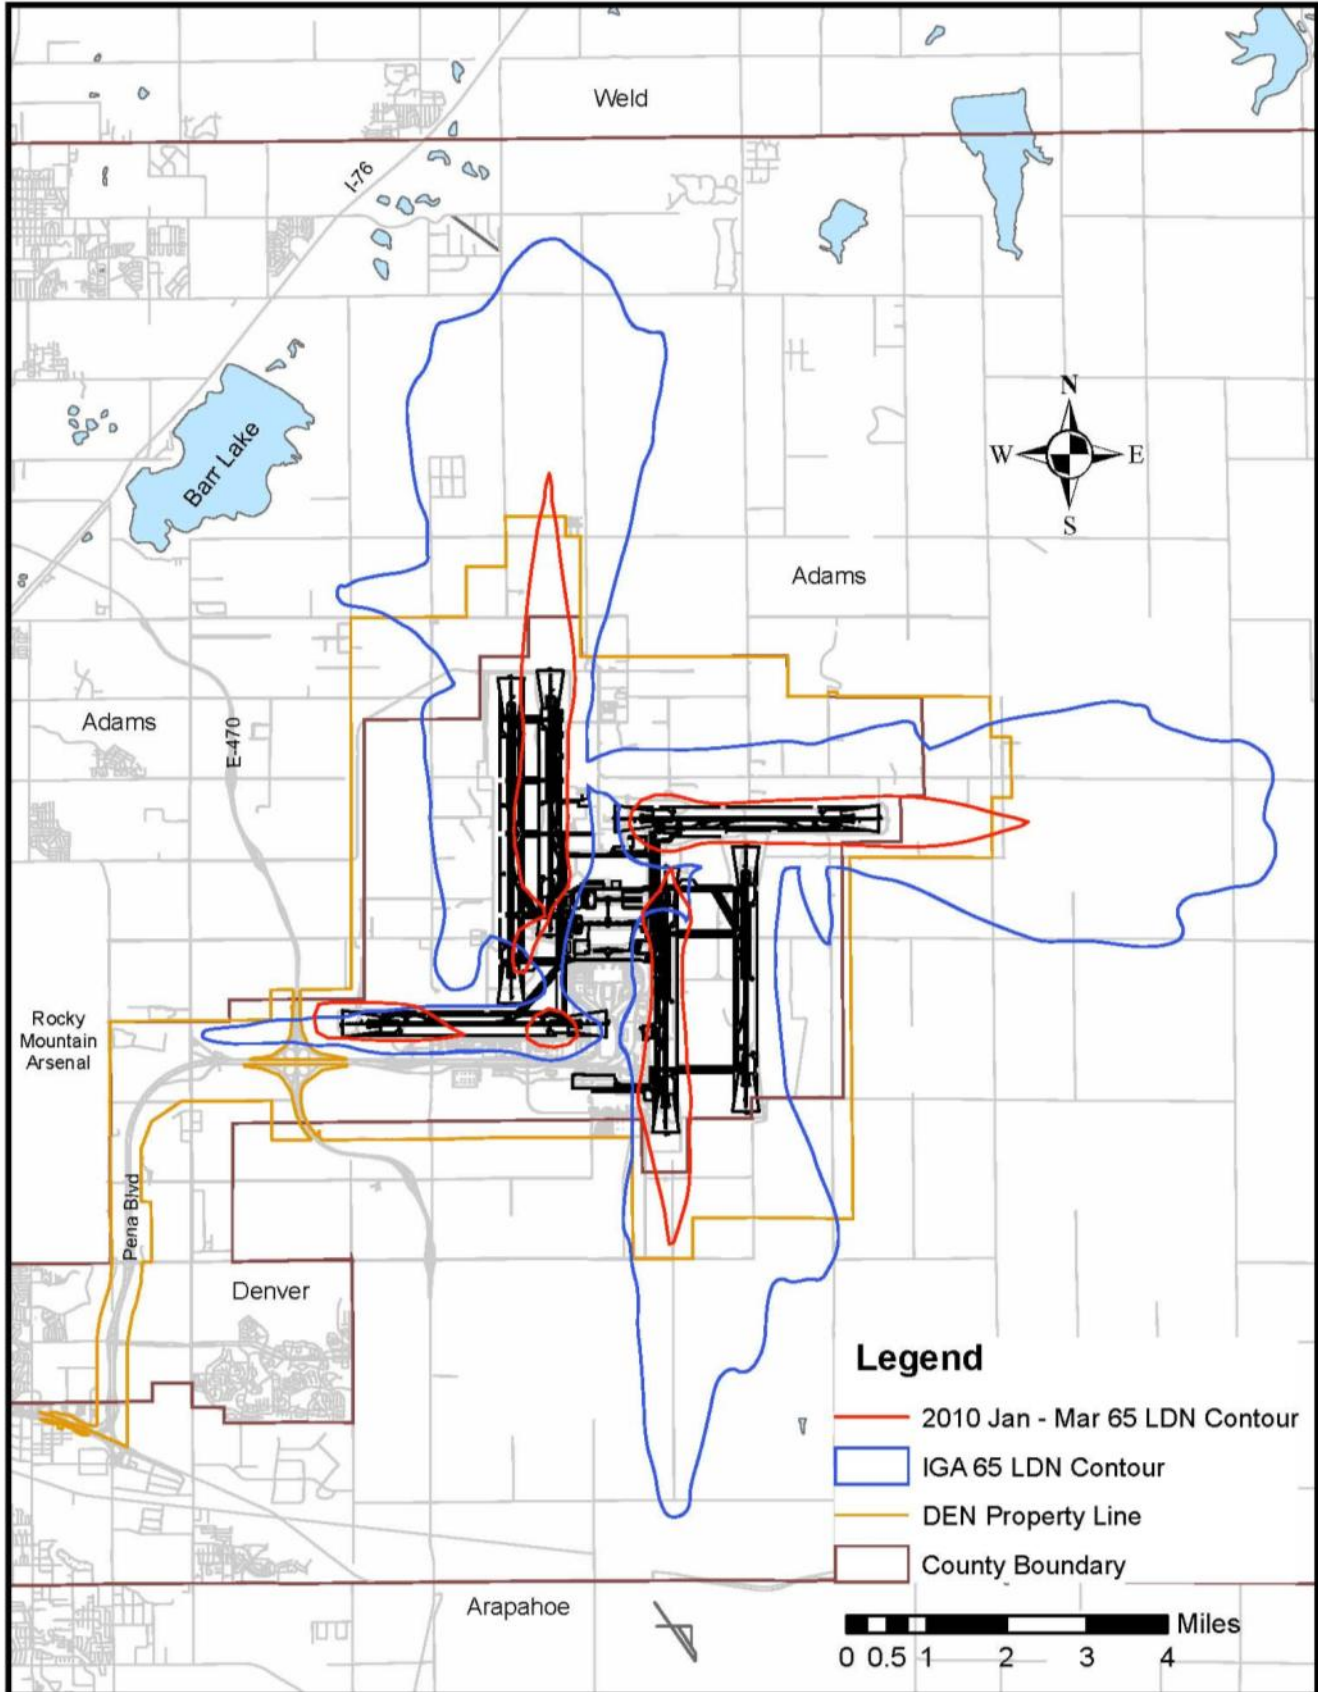 Weld
I-76
Barr Lake
N
W E
S
Adams
Adams
E-470
Rocky
Mountain
Arsenal
Pena Blvd
Denver
Legend
2010 Jan - Mar 65 LDN Contour
IGA 65 LDN Contour
DEN Property Line
County Boundary
Arapahoe
Miles
0 0.5 1 2 3 4